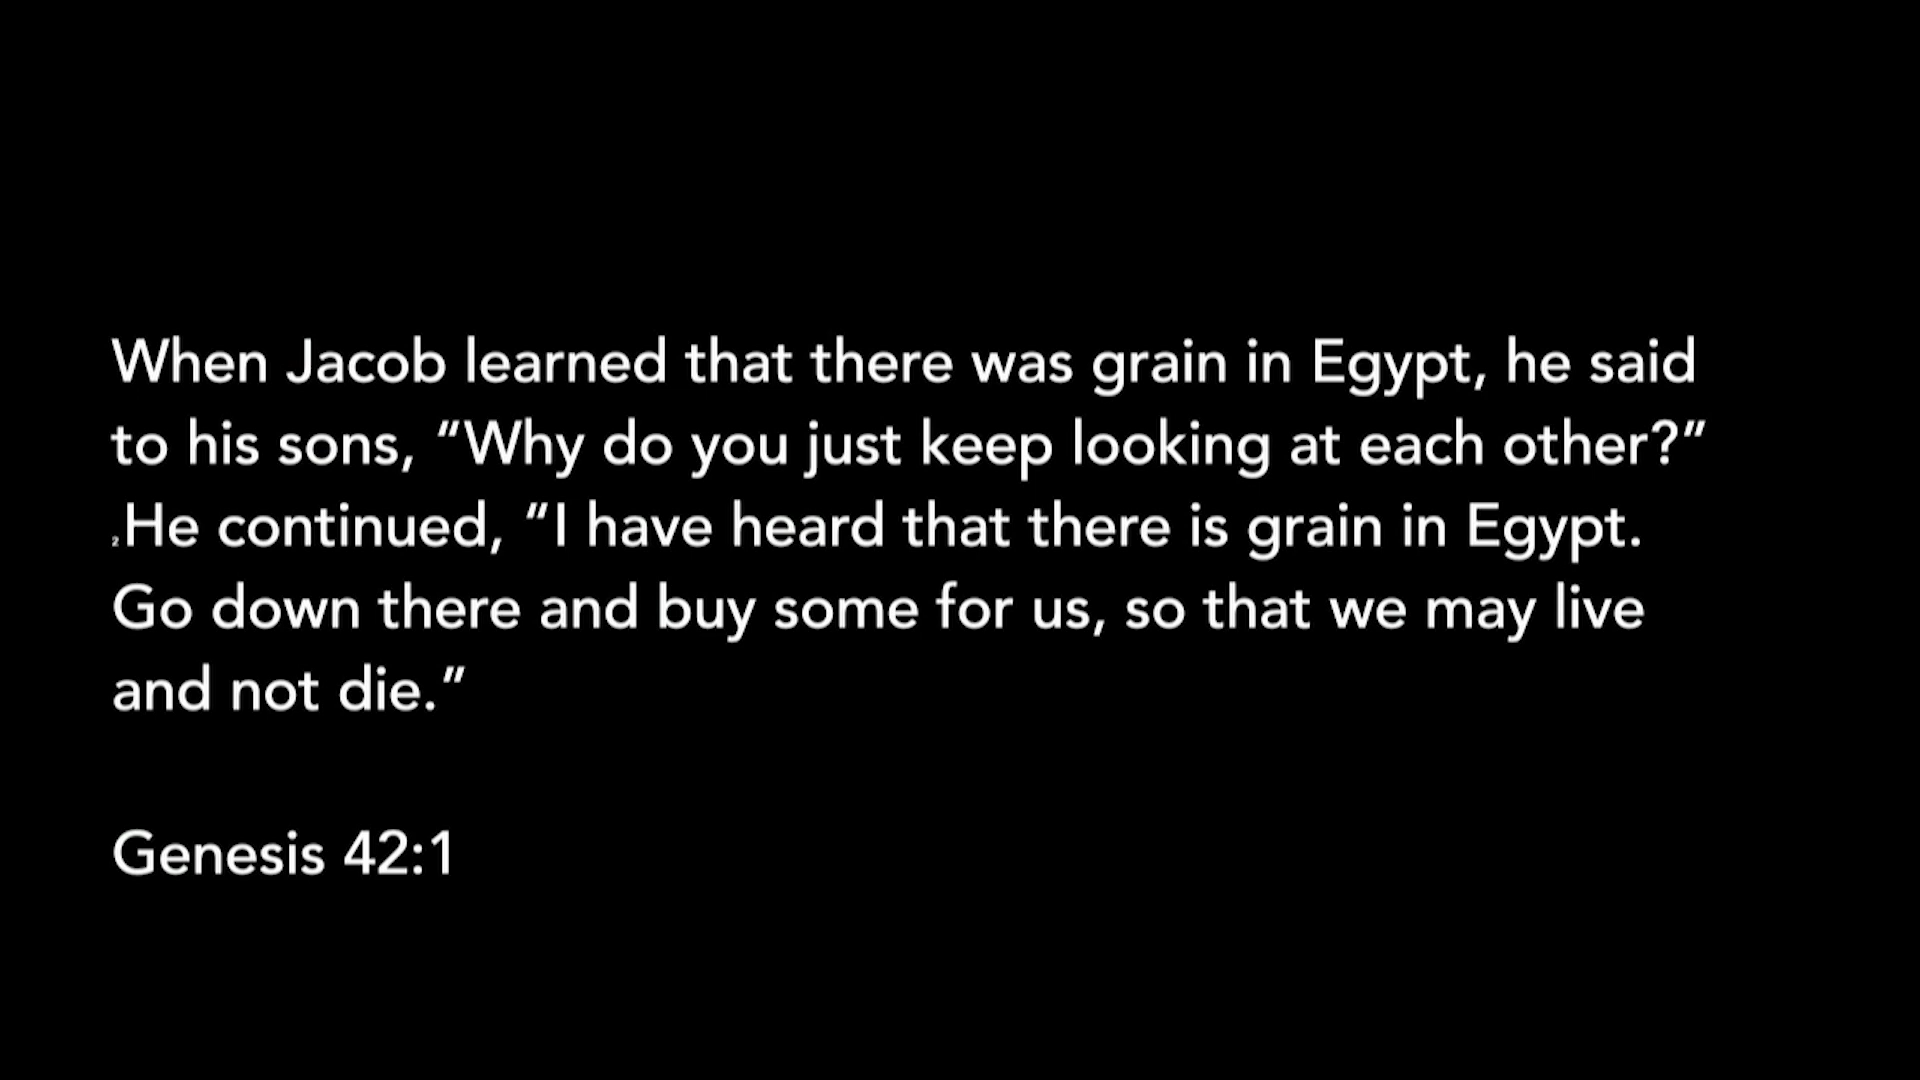 When Jacob learned that there was grain in Egypt, he said
to his sons, “Why do you just keep looking at each other?”
2He continued, “I have heard that there is grain in Egypt.
Go down there and buy some for us, so that we may live
and not die.”
Genesis 42:1